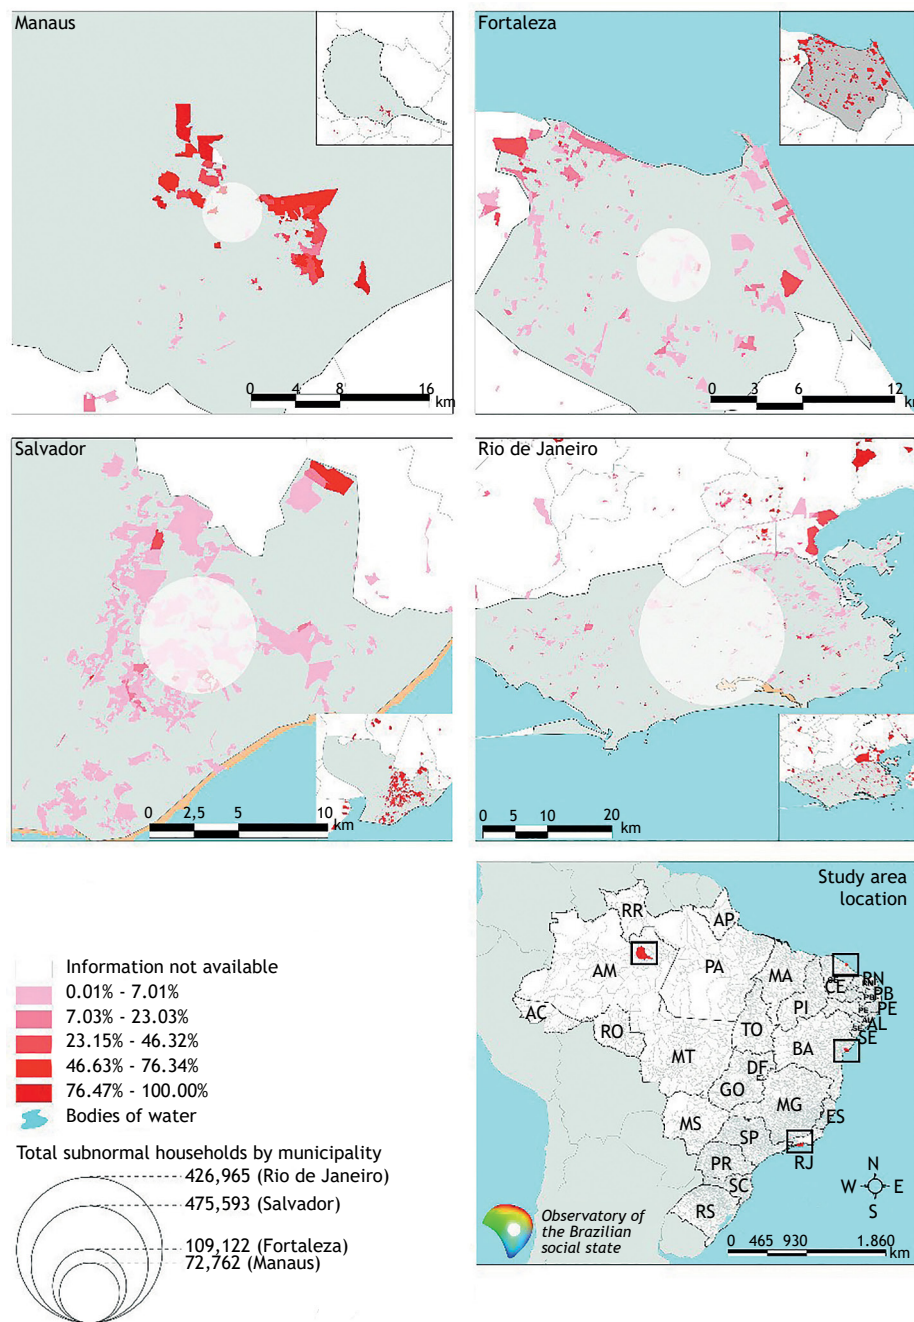 Manaus
0 4 8 16
km
Fortaleza
0 3 6 12
km
Salvador
0 2,5 5 10
km
Rio de Janeiro
0 5 10 20
km
Information not available
0.01% - 7.01%
7.03% - 23.03%
23.15% - 46.32%
46.63% - 76.34%
76.47% - 100.00%
Bodies of water
Total subnormal households by municipality
426,965 (Rio de Janeiro)
475,593 (Salvador)
109,122 (Fortaleza)
72,762 (Manaus)
Study area
location
RR
AP
AM
PA
MA
CE
RN
PB
PI
PE
AC
AL
TO
SE
RO
BA
MT
DF
GO
MG
ES
MS
SP
PR
RJ
SC
RS
N
W E
S
Observatory of
the Brazilian
social state
0 465 930 1.860
km